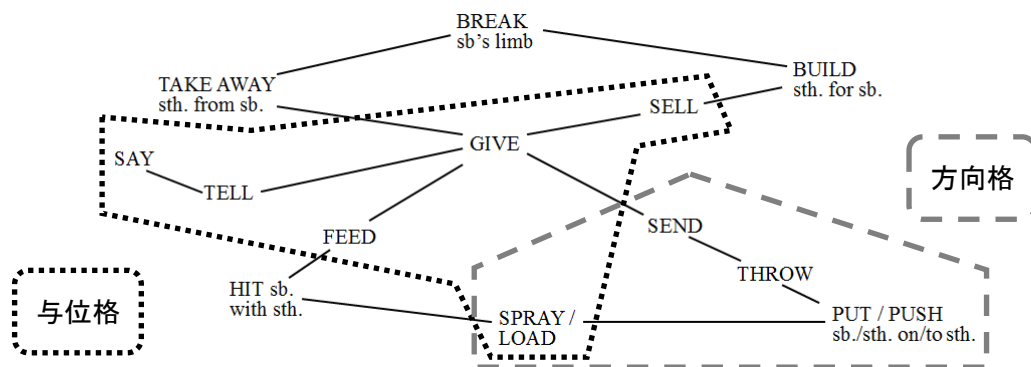 BREAK
sb's limb
TAKE AWAY
sth. from sb.
BUILD
sth. for sb.
SELL
GIVE
SAY
TELL
方向格
SEND
FEED
THROW
HIT sb.
with sth.
与位格
SPRAY /
LOAD
PUT / PUSH
sb./sth. on/to sth.